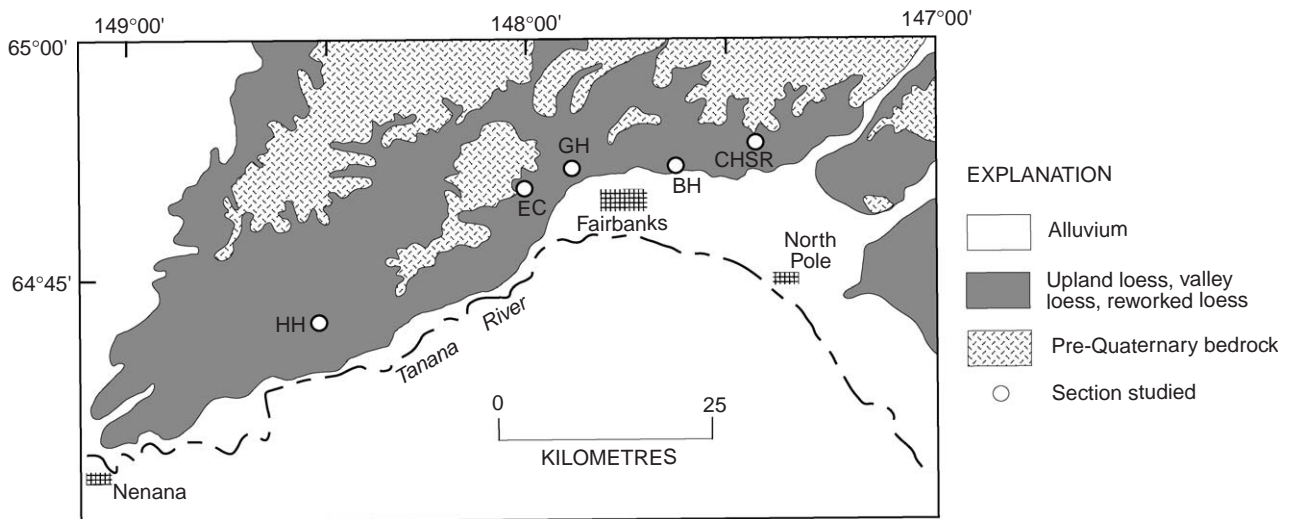 149°00'
148°00'
147°00'
65°00'
GH
CHSR
BH
EC
Fairbanks
North
Pole
64°45'
HH
Tanana River
0
25
KILOMETRES
Nenana
EXPLANATION
Alluvium
Upland loess, valley
loess, reworked loess
Pre-Quaternary bedrock
Section studied